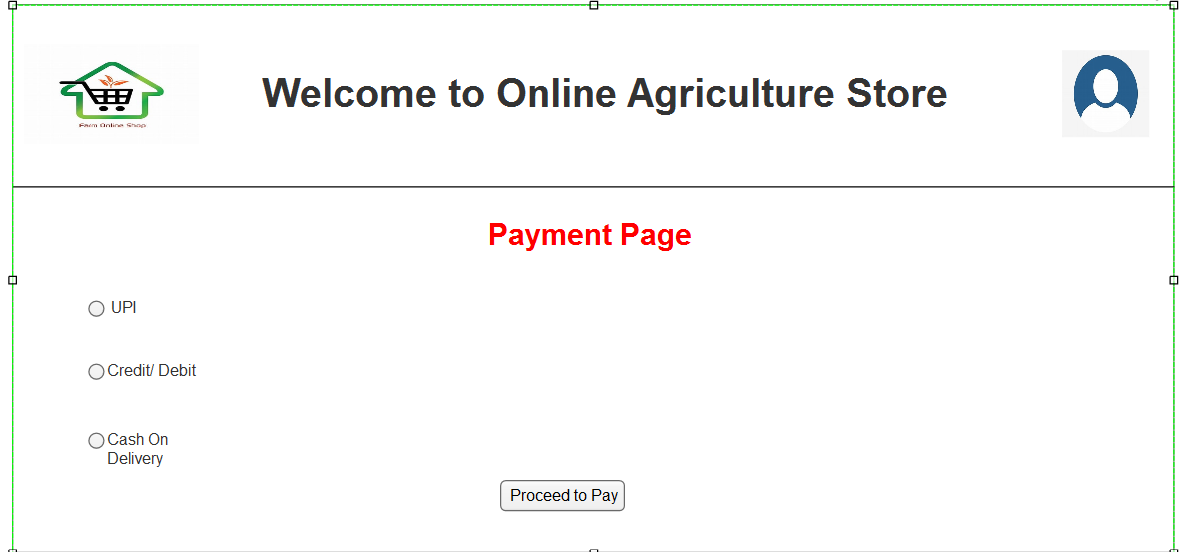 Welcome to Online Agriculture Store
Farm Online Shop
Payment Page
UPI
Credit/ Debit
Cash On
Delivery
Proceed to Pay